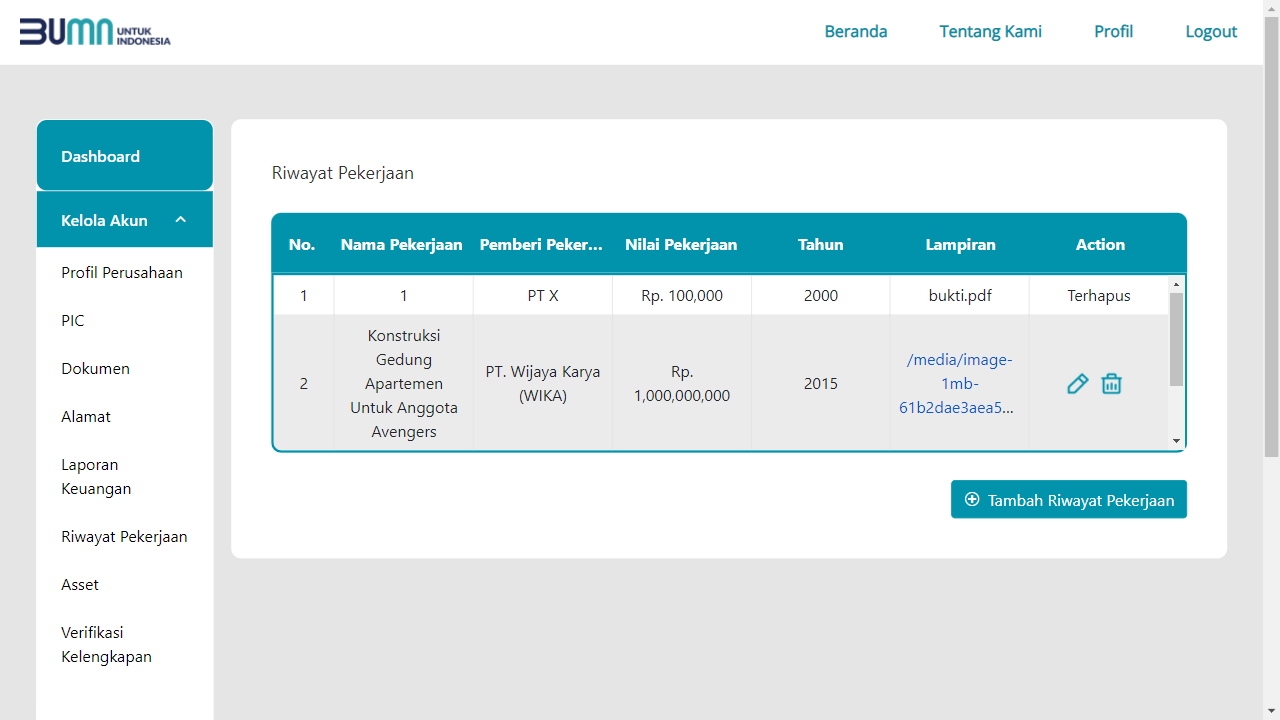 BUMN UNTUK
INDONESIA
Beranda
Tentang Kami
Profil
Logout
Dashboard
Kelola Akun
Profil Perusahaan
PIC
Dokumen
Alamat
Laporan
Keuangan
Riwayat Pekerjaan
Asset
Verifikasi
Kelengkapan
Riwayat Pekerjaan
No.
Nama Pekerjaan
Pemberi Peker...
Nilai Pekerjaan
Tahun
Lampiran
Action
1
1
PT X
Rp. 100,000
2000
bukti.pdf
Terhapus
2
Konstruksi
Gedung
Apartemen
Untuk Anggota
Avengers
PT. Wijaya Karya
(WIKA)
Rp.
1,000,000,000
2015
/media/image-
1mb-
61b2dae3aea5...
Tambah Riwayat Pekerjaan